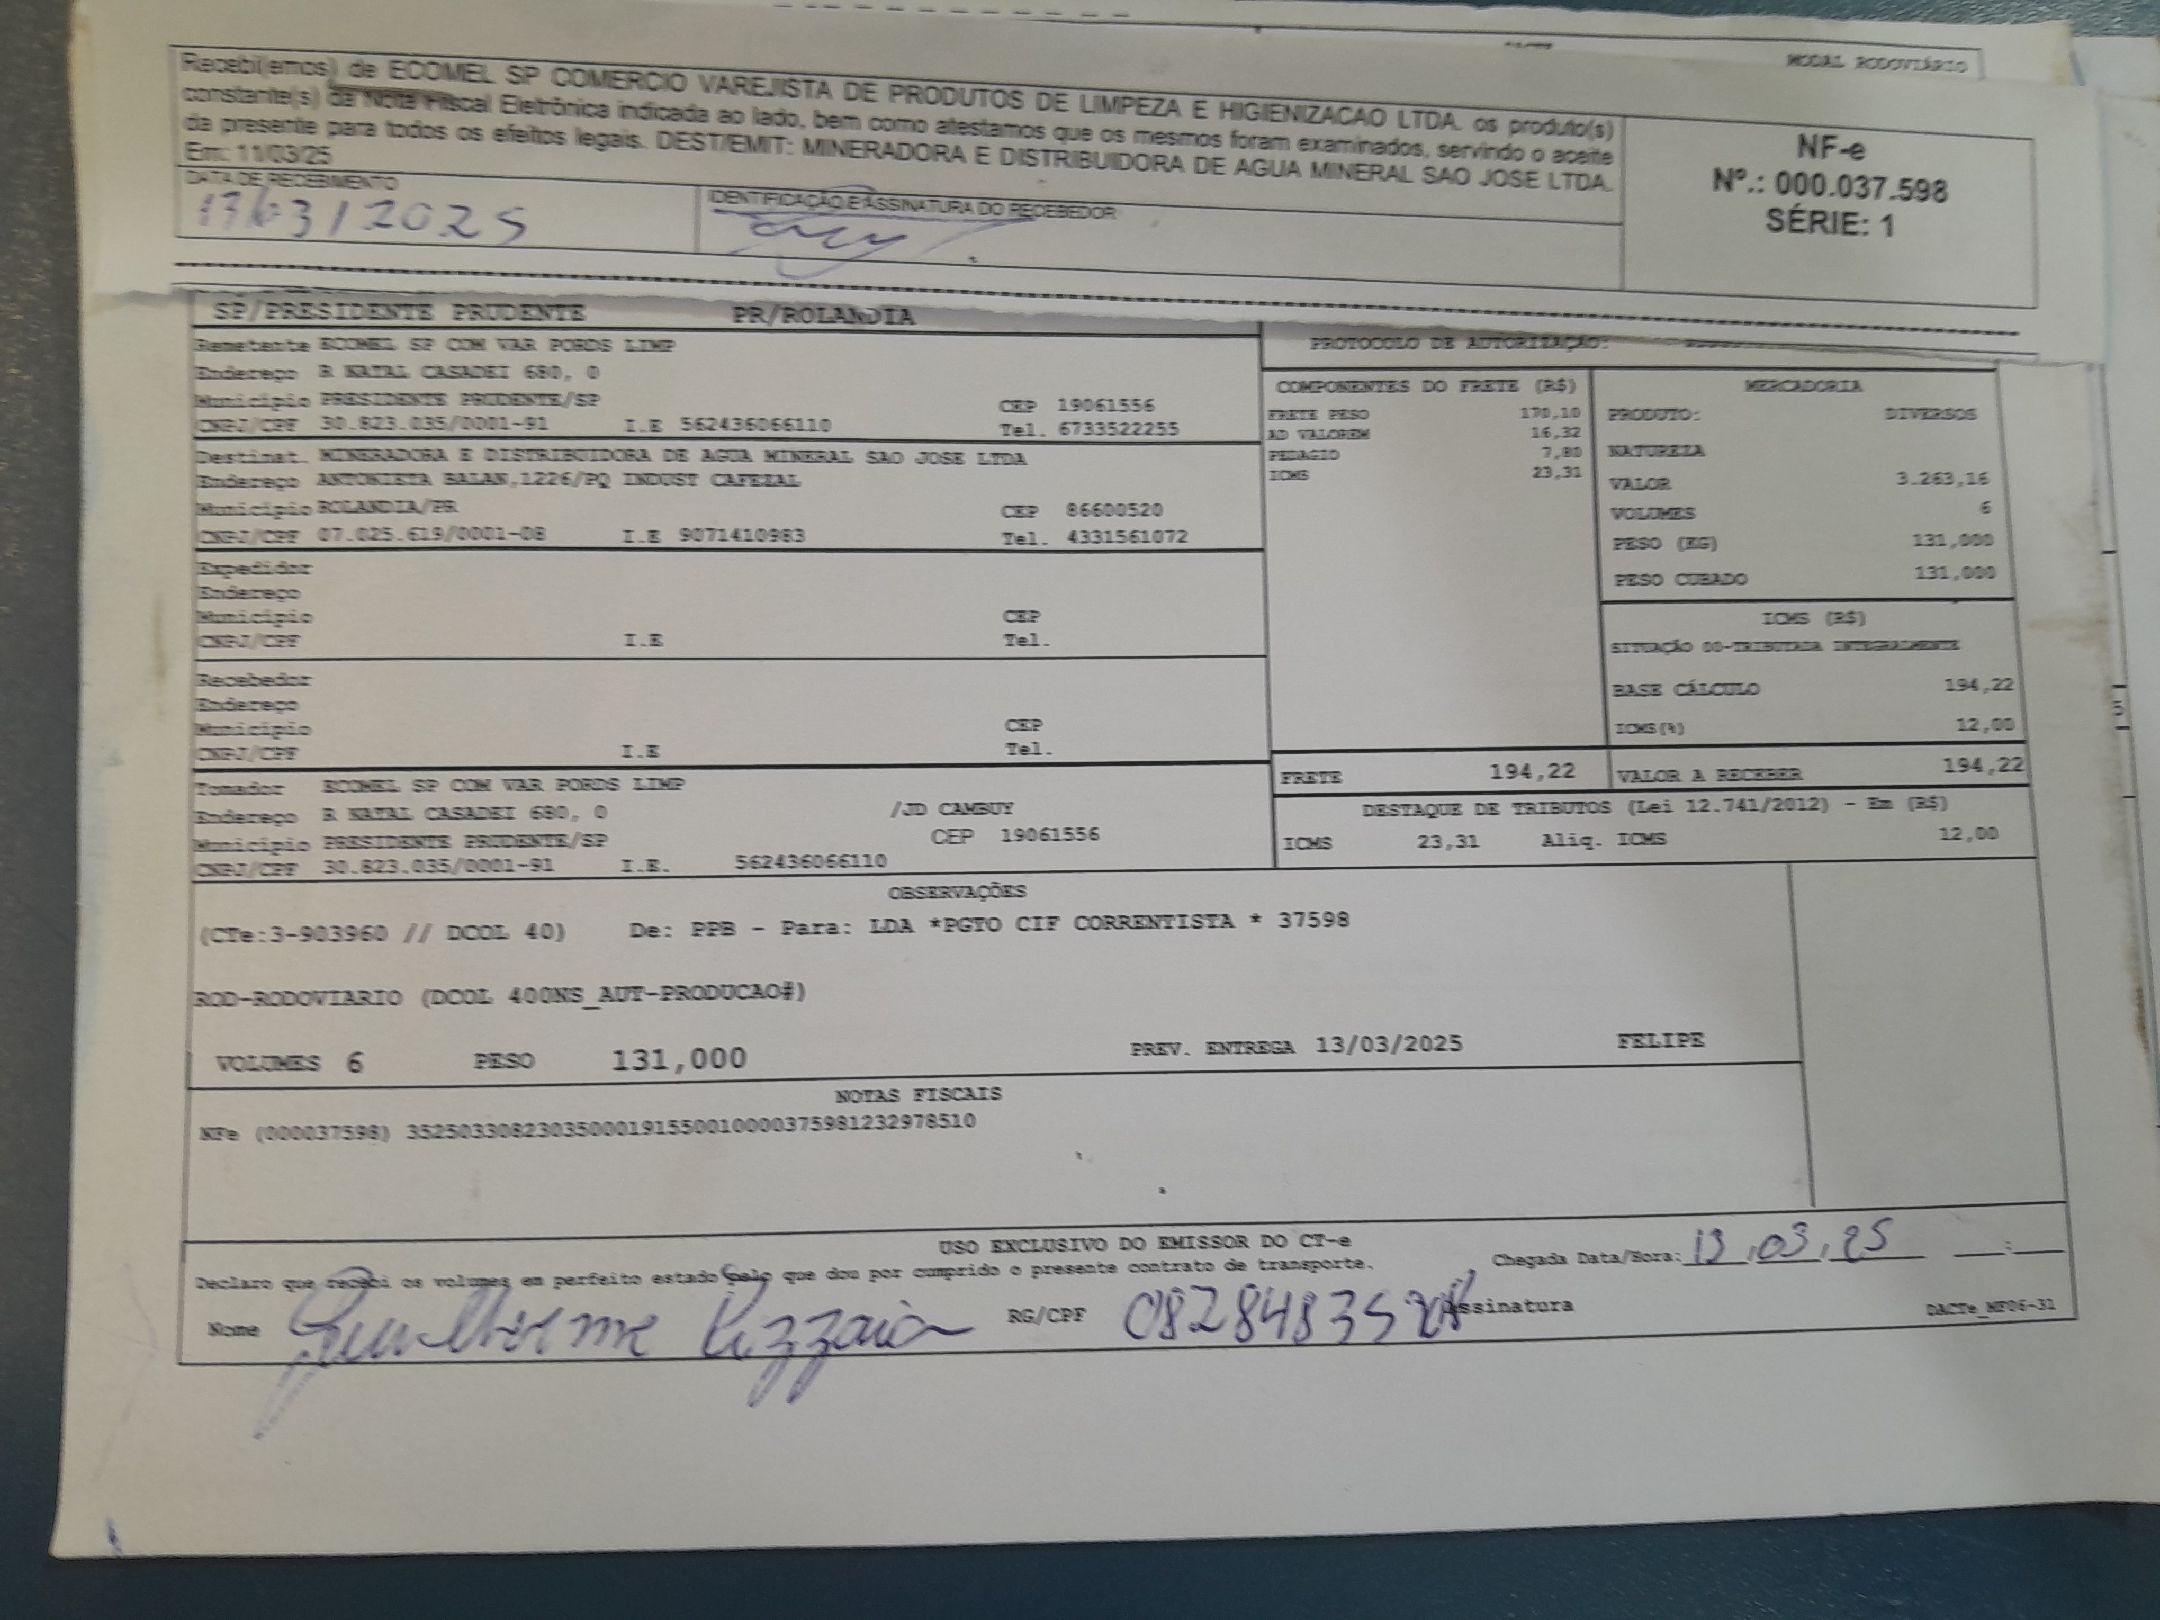 MODAL RODOVIÁRIO
Recebi(emos) de ECOMEL SP COMERCIO VAREJISTA DE PRODUTOS DE LIMPEZA E HIGIENIZACAO LTDA. os produto(s)
constante(s) da Nota Fiscal Eletrônica indicada ao lado, bem como atestamos que os mesmos foram examinados, servindo o aceite
da presente para todos os efeitos legais. DEST/EMIT: MINERADORA E DISTRIBUIDORA DE AGUA MINERAL SAO JOSE LTDA.
Em: 11/03/25
NF-e
Nº.: 000.037.598
SÉRIE: 1
DATA DE RECEBIMENTO
IDENTIFICAÇÃO E ASSINATURA DO RECEBEDOR
/2025
SP/PRESIDENTE PRUDENTE PR/ROLANDIA
PROTOCOLO DE AUTORIZAÇÃO:
Remetente ECOMEL SP COM VAR PORDS LIMP
Endereço R NATAL CASADEI 680, 0
Município PRESIDENTE PRUDENTE/SP CEP 19061556
CNPJ/CPF 30.823.035/0001-91 I.E 562436066110 Tel. 6733522255
Destinat. MINERADORA E DISTRIBUIDORA DE AGUA MINERAL SAO JOSE LTDA
Endereço ANTONIETA BALAN,1226/PQ INDUST CAFEZAL
Município ROLANDIA/PR CEP 86600520
CNPJ/CPF 07.025.619/0001-08 I.E 9071410983 Tel. 4331561072
Expedidor
Endereço
Município CEP
CNPJ/CPF I.E Tel.
Recebedor
Endereço
Município CEP
CNPJ/CPF I.E Tel.
Tomador ECOMEL SP COM VAR PORDS LIMP
Endereço R NATAL CASADEI 680, 0 /JD CAMBUY
Município PRESIDENTE PRUDENTE/SP CEP 19061556
CNPJ/CPF 30.823.035/0001-91 I.E. 562436066110
COMPONENTES DO FRETE (R$)
FRETE PESO 170,10
AD VALOREM 16,32
PEDAGIO 7,80
ICMS 23,31
MERCADORIA
PRODUTO: DIVERSOS
NATUREZA
VALOR 3.263,16
VOLUMES 6
PESO (KG) 131,000
PESO CUBADO 131,000
ICMS (R$)
SITUAÇÃO 00-TRIBUTADA INTEGRALMENTE
BASE CÁLCULO 194,22
ICMS(%) 12,00
FRETE 194,22 VALOR A RECEBER 194,22
DESTAQUE DE TRIBUTOS (Lei 12.741/2012) - Em (R$)
ICMS 23,31 Aliq. ICMS 12,00
OBSERVAÇÕES
(CTe:3-903960 // DCOL 40) De: PPB - Para: LDA *PGTO CIF CORRENTISTA * 37598
ROD-RODOVIARIO (DCOL 400NS_AUT-PRODUCAO#)
VOLUMES 6 PESO 131,000 PREV. ENTREGA 13/03/2025 FELIPE
NOTAS FISCAIS
NFe (000037598) 35250330823035000191550010000375981232978510
USO EXCLUSIVO DO EMISSOR DO CT-e
Declaro que recebi os volumes em perfeito estado pelo que dou por cumprido o presente contrato de transporte.
Chegada Data/Hora: 13.03.25 :
Nome Guilherme RG/CPF Assinatura
DACTe_MF06-31